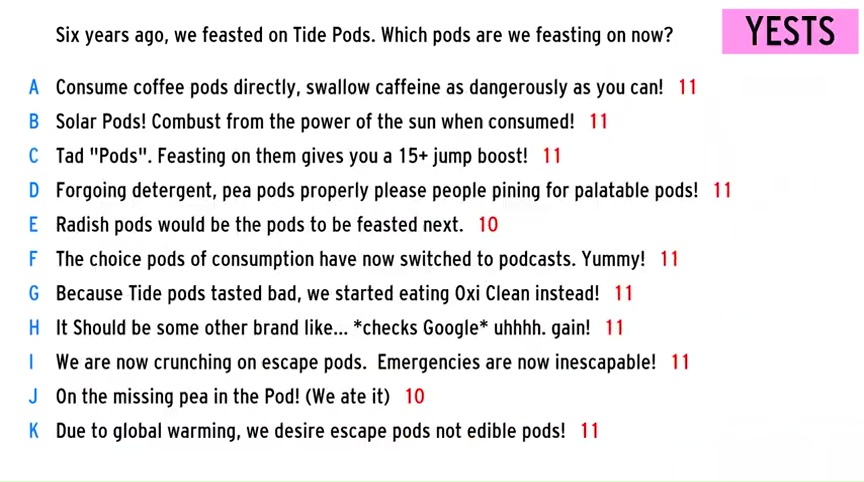 Six years ago, we feasted on Tide Pods. Which pods are we feasting on now?
YESTS
A Consume coffee pods directly, swallow caffeine as dangerously as you can! 11
B Solar Pods! Combust from the power of the sun when consumed! 11
C Tad "Pods". Feasting on them gives you a 15+ jump boost! 11
D Forgoing detergent, pea pods properly please people pining for palatable pods! 11
E Radish pods would be the pods to be feasted next. 10
F The choice pods of consumption have now switched to podcasts. Yummy! 11
G Because Tide pods tasted bad, we started eating Oxi Clean instead! 11
H It Should be some other brand like... *checks Google* uhhhh. gain! 11
I We are now crunching on escape pods. Emergencies are now inescapable! 11
J On the missing pea in the Pod! (We ate it) 10
K Due to global warming, we desire escape pods not edible pods! 11